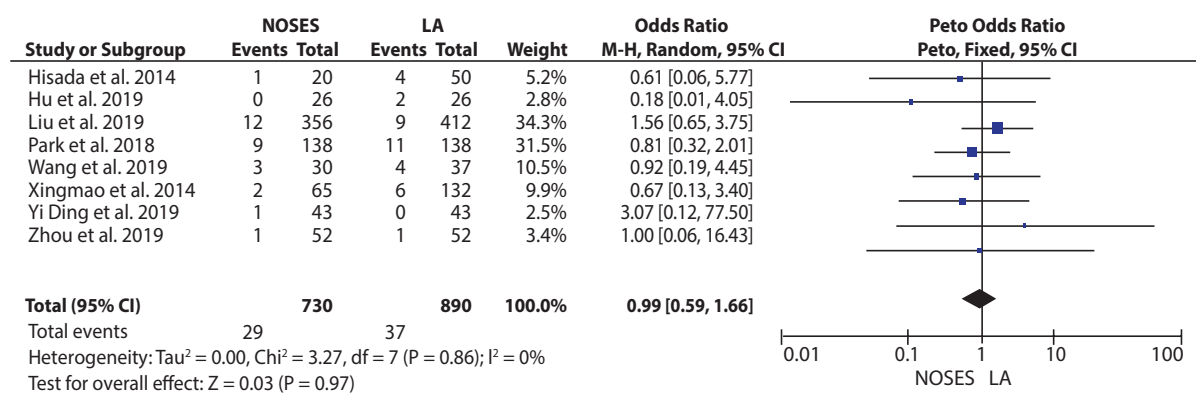 NOSES LA Odds Ratio Peto Odds Ratio
Study or Subgroup Events Total Events Total Weight M-H, Random, 95% CI Peto, Fixed, 95% CI
Hisada et al. 2014 1 20 4 50 5.2% 0.61 [0.06, 5.77]
Hu et al. 2019 0 26 2 26 2.8% 0.18 [0.01, 4.05]
Liu et al. 2019 12 356 9 412 34.3% 1.56 [0.65, 3.75]
Park et al. 2018 9 138 11 138 31.5% 0.81 [0.32, 2.01]
Wang et al. 2019 3 30 4 37 10.5% 0.92 [0.19, 4.45]
Xingmao et al. 2014 2 65 6 132 9.9% 0.67 [0.13, 3.40]
Yi Ding et al. 2019 1 43 0 43 2.5% 3.07 [0.12, 77.50]
Zhou et al. 2019 1 52 1 52 3.4% 1.00 [0.06, 16.43]
Total (95% CI) 730 890 100.0% 0.99 [0.59, 1.66]
Total events 29 37
Heterogeneity: Tau² = 0.00, Chi² = 3.27, df = 7 (P = 0.86); I² = 0%
Test for overall effect: Z = 0.03 (P = 0.97)
0.01 0.1 1 10 100
NOSES LA